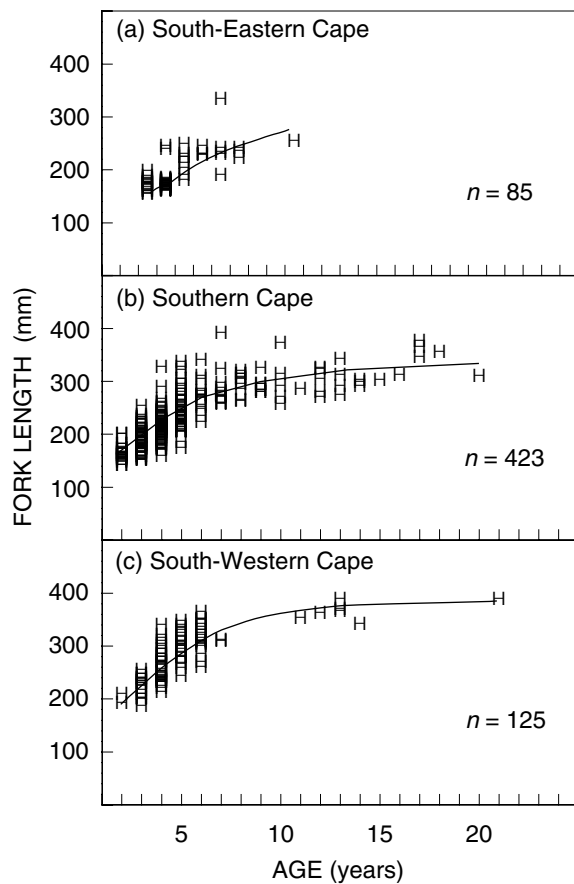 (a) South-Eastern Cape
400
300
200
100
n = 85
(b) Southern Cape
400
300
200
100
n = 423
(c) South-Western Cape
400
300
200
100
n = 125
5 10 15 20
AGE (years)
FORK LENGTH (mm)